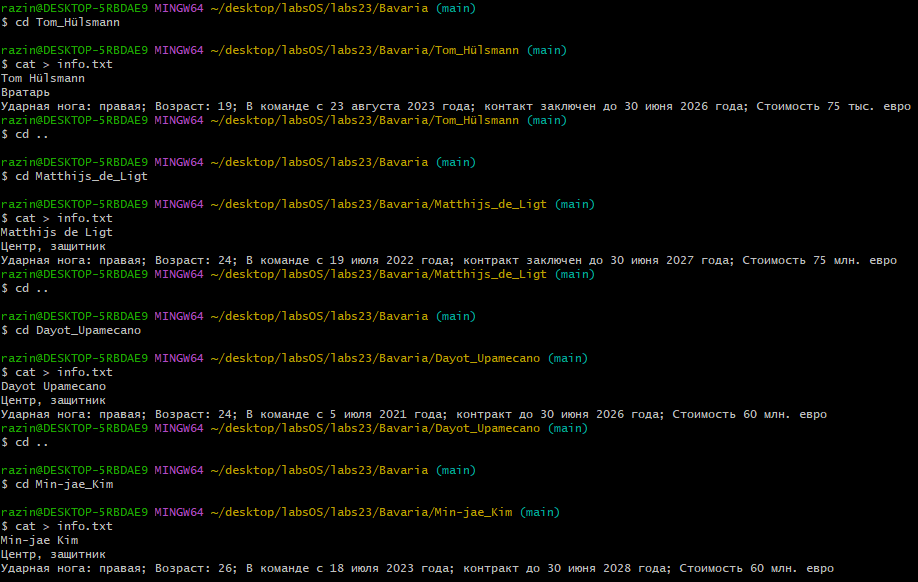 razin@DESKTOP-5RBDAE9 MINGW64 ~/desktop/labsOS/labs23/Bavaria (main)
$ cd Tom_Hülsmann
razin@DESKTOP-5RBDAE9 MINGW64 ~/desktop/labsOS/labs23/Bavaria/Tom_Hülsmann (main)
$ cat > info.txt
Tom Hülsmann
Вратарь
Ударная нога: правая; Возраст: 19; В команде с 23 августа 2023 года; контакт заключен до 30 июня 2026 года; Стоимость 75 тыс. евро
razin@DESKTOP-5RBDAE9 MINGW64 ~/desktop/labsOS/labs23/Bavaria/Tom_Hülsmann (main)
$ cd ..
razin@DESKTOP-5RBDAE9 MINGW64 ~/desktop/labsOS/labs23/Bavaria (main)
$ cd Matthijs_de_Ligt
razin@DESKTOP-5RBDAE9 MINGW64 ~/desktop/labsOS/labs23/Bavaria/Matthijs_de_Ligt (main)
$ cat > info.txt
Matthijs de Ligt
Центр, защитник
Ударная нога: правая; Возраст: 24; В команде с 19 июля 2022 года; контракт заключен до 30 июня 2027 года; Стоимость 75 млн. евро
razin@DESKTOP-5RBDAE9 MINGW64 ~/desktop/labsOS/labs23/Bavaria/Matthijs_de_Ligt (main)
$ cd ..
razin@DESKTOP-5RBDAE9 MINGW64 ~/desktop/labsOS/labs23/Bavaria (main)
$ cd Dayot_Upamecano
razin@DESKTOP-5RBDAE9 MINGW64 ~/desktop/labsOS/labs23/Bavaria/Dayot_Upamecano (main)
$ cat > info.txt
Dayot Upamecano
Центр, защитник
Ударная нога: правая; Возраст: 24; В команде с 5 июля 2021 года; контракт до 30 июня 2026 года; Стоимость 60 млн. евро
razin@DESKTOP-5RBDAE9 MINGW64 ~/desktop/labsOS/labs23/Bavaria/Dayot_Upamecano (main)
$ cd ..
razin@DESKTOP-5RBDAE9 MINGW64 ~/desktop/labsOS/labs23/Bavaria (main)
$ cd Min-jae_Kim
razin@DESKTOP-5RBDAE9 MINGW64 ~/desktop/labsOS/labs23/Bavaria/Min-jae_Kim (main)
$ cat > info.txt
Min-jae Kim
Центр, защитник
Ударная нога: правая; Возраст: 26; В команде с 18 июля 2023 года; контракт до 30 июня 2028 года; Стоимость 60 млн. евро